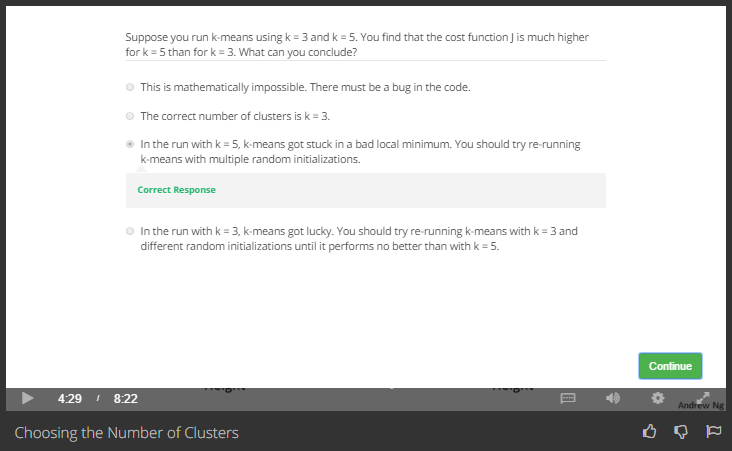 Suppose you run k-means using k = 3 and k = 5. You find that the cost function J is much higher
for k = 5 than for k = 3. What can you conclude?
This is mathematically impossible. There must be a bug in the code.
The correct number of clusters is k = 3.
In the run with k = 5, k-means got stuck in a bad local minimum. You should try re-running
k-means with multiple random initializations.
Correct Response
In the run with k = 3, k-means got lucky. You should try re-running k-means with k = 3 and
different random initializations until it performs no better than with k = 5.
Continue
4:29 / 8:22
Andrew Ng
Choosing the Number of Clusters